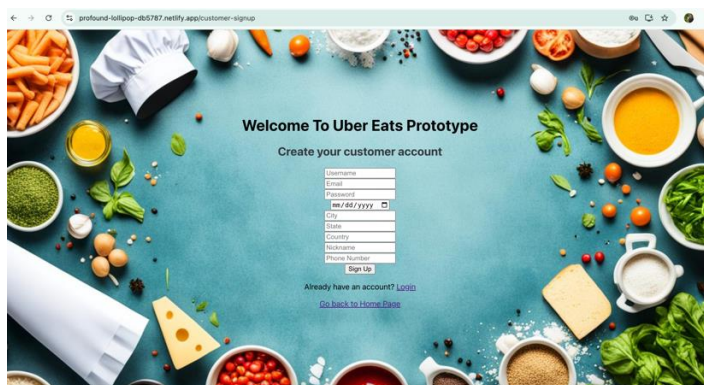 profound-lollipop-db5787.netlify.app/customer-signup
Welcome To Uber Eats Prototype
Create your customer account
Username
Email
Password
mm/dd/yyyy
City
State
Country
Nickname
Phone Number
Sign Up
Already have an account? Login
Go back to Home Page